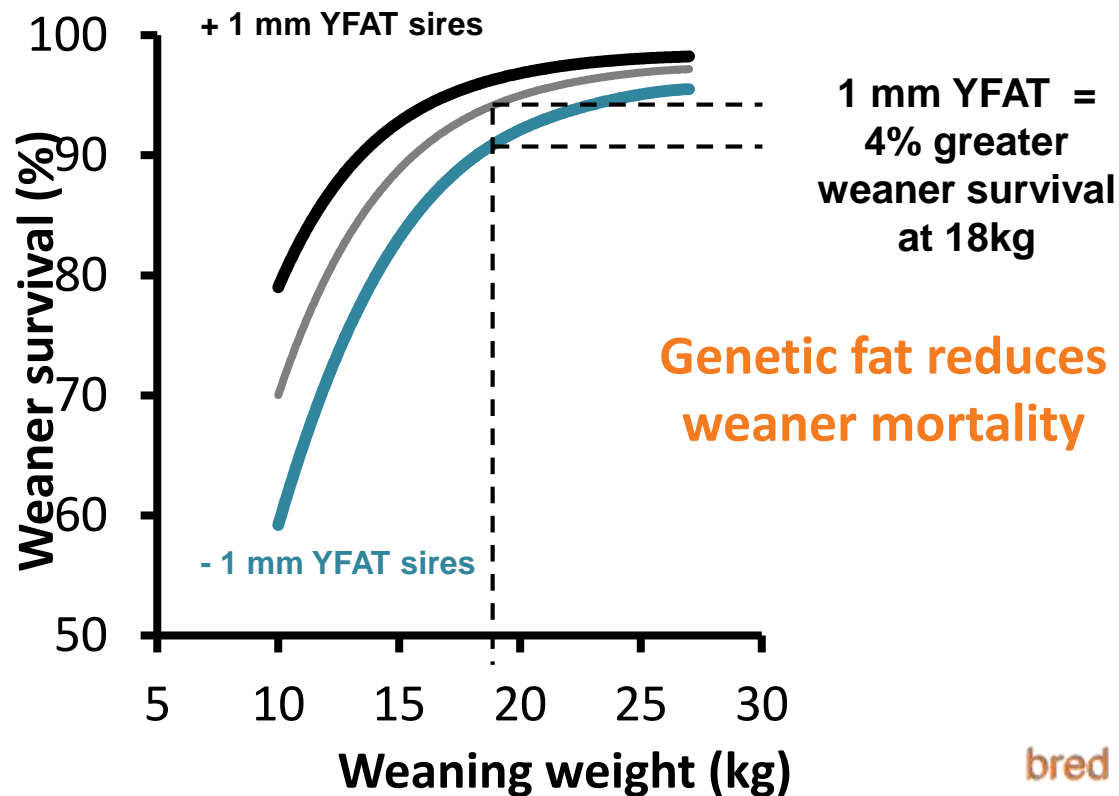 + 1 mm YFAT sires
100
90
80
70
60
50
Weaner survival (%)
- 1 mm YFAT sires
5 10 15 20 25 30
Weaning weight (kg)
1 mm YFAT =
4% greater
weaner survival
at 18kg
Genetic fat reduces
weaner mortality
bred